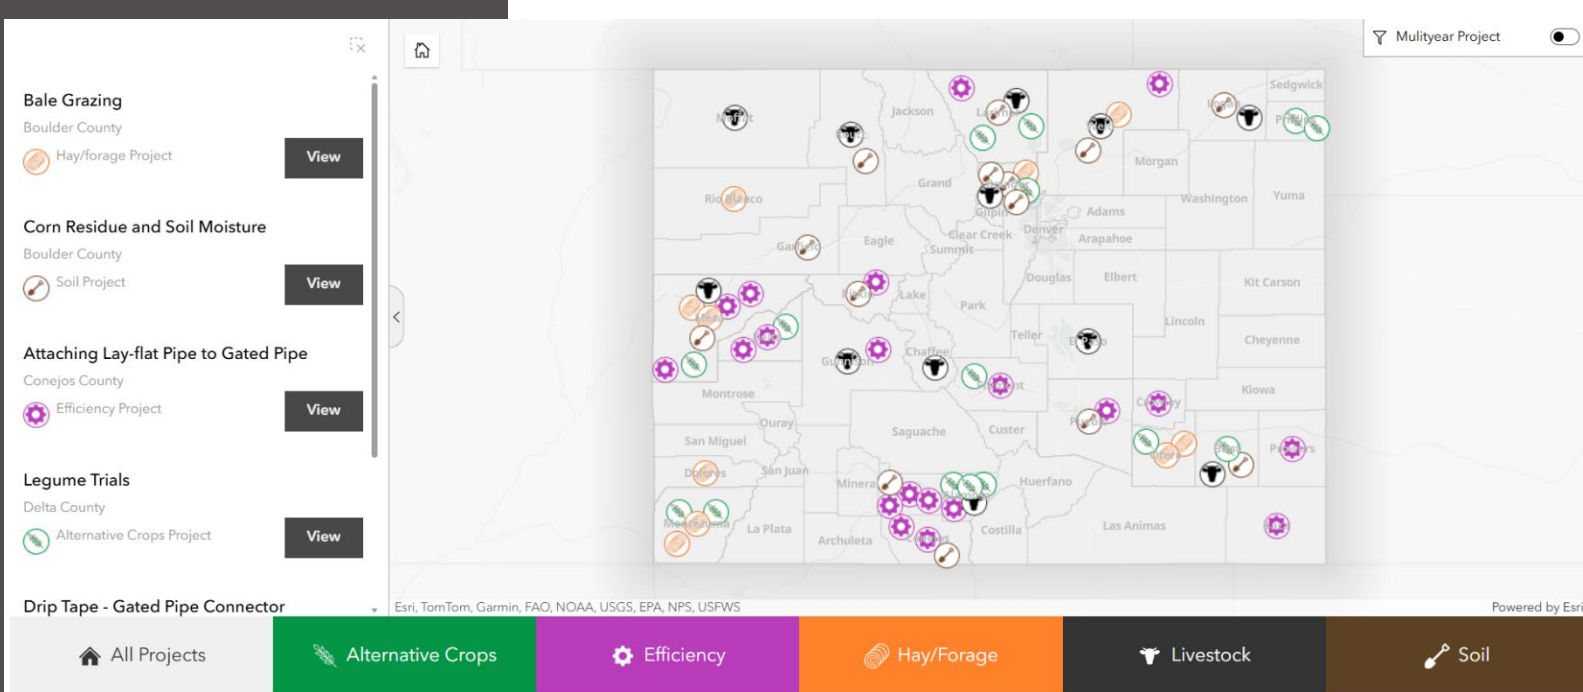 Bale Grazing
Boulder County
Hay/forage Project
View
Corn Residue and Soil Moisture
Boulder County
Soil Project
View
Attaching Lay-flat Pipe to Gated Pipe
Conejos County
Efficiency Project
View
Legume Trials
Delta County
Alternative Crops Project
View
Drip Tape - Gated Pipe Connector
Mulityear Project
Sedgwick
Jackson
Morgan
Grand
Washington
Yuma
Gilpin
Adams
Clear Creek
Denver
Arapahoe
Eagle
Summit
Douglas
Elbert
Kit Carson
Lake
Park
Lincoln
Teller
Cheyenne
Chaffee
Montrose
Kiowa
Ouray
Saguache
Custer
San Miguel
San Juan
Huerfano
La Plata
Archuleta
Costilla
Las Animas
Esri, TomTom, Garmin, FAO, NOAA, USGS, EPA, NPS, USFWS
Powered by Esri
All Projects
Alternative Crops
Efficiency
Hay/Forage
Livestock
Soil